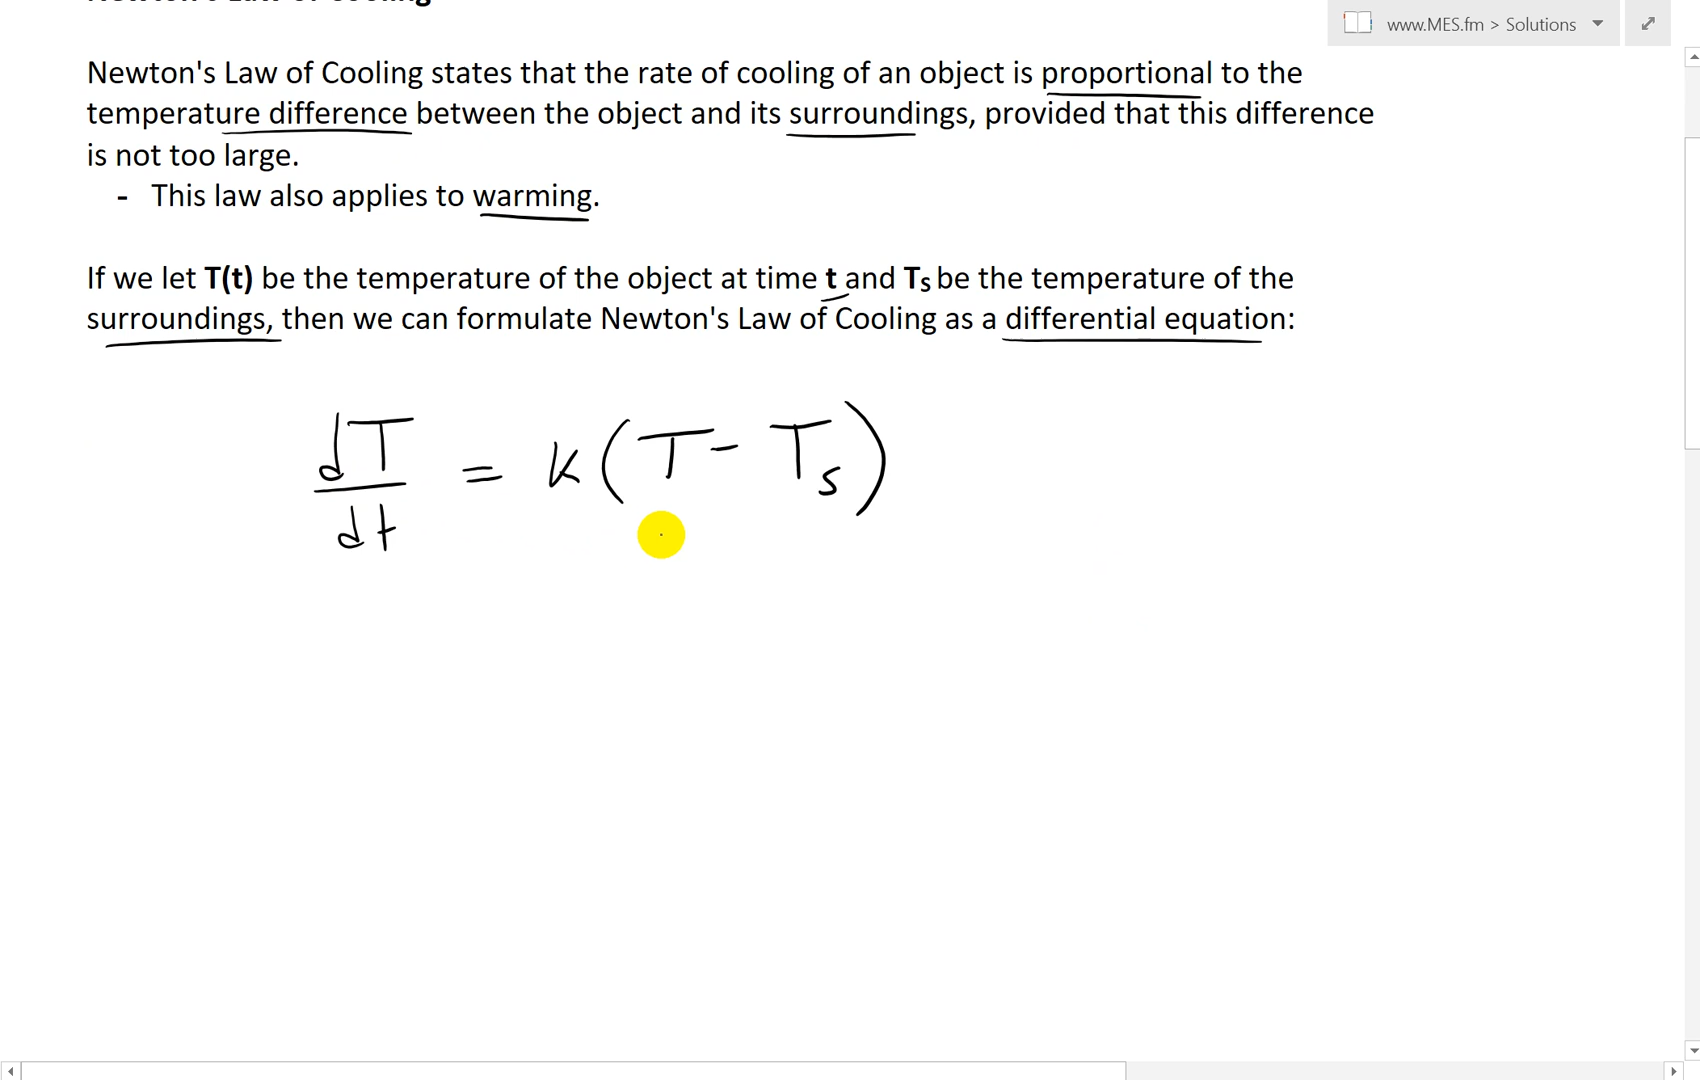 Newton's Law of Cooling
www.MES.fm > Solutions
Newton's Law of Cooling states that the rate of cooling of an object is proportional to the
temperature difference between the object and its surroundings, provided that this difference
is not too large.
- This law also applies to warming.
If we let T(t) be the temperature of the object at time t and Ts be the temperature of the
surroundings, then we can formulate Newton's Law of Cooling as a differential equation:
dT/dt = k(T - Ts)